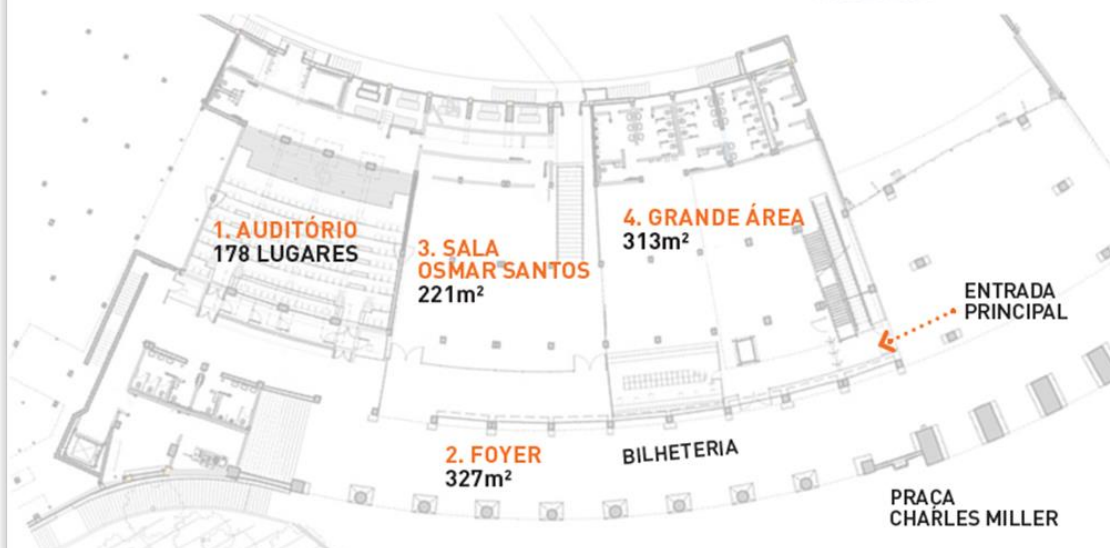 1. AUDITÓRIO
178 LUGARES
3. SALA
OSMAR SANTOS
221m²
4. GRANDE ÁREA
313m²
ENTRADA
PRINCIPAL
2. FOYER
327m²
BILHETERIA
PRAÇA
CHARLES MILLER